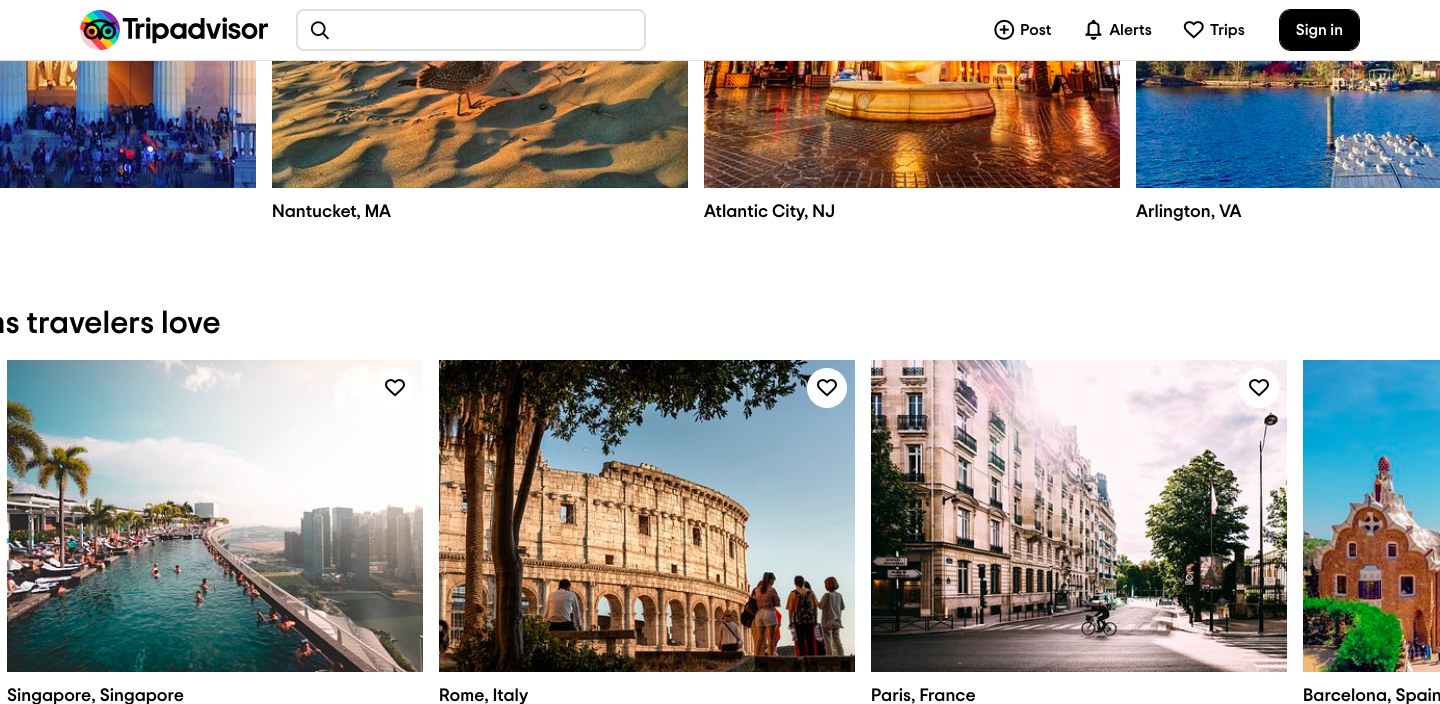 Tripadvisor
Post
Alerts
Trips
Sign in
Nantucket, MA
Atlantic City, NJ
Arlington, VA
s travelers love
Singapore, Singapore
Rome, Italy
Paris, France
Barcelona, Spain